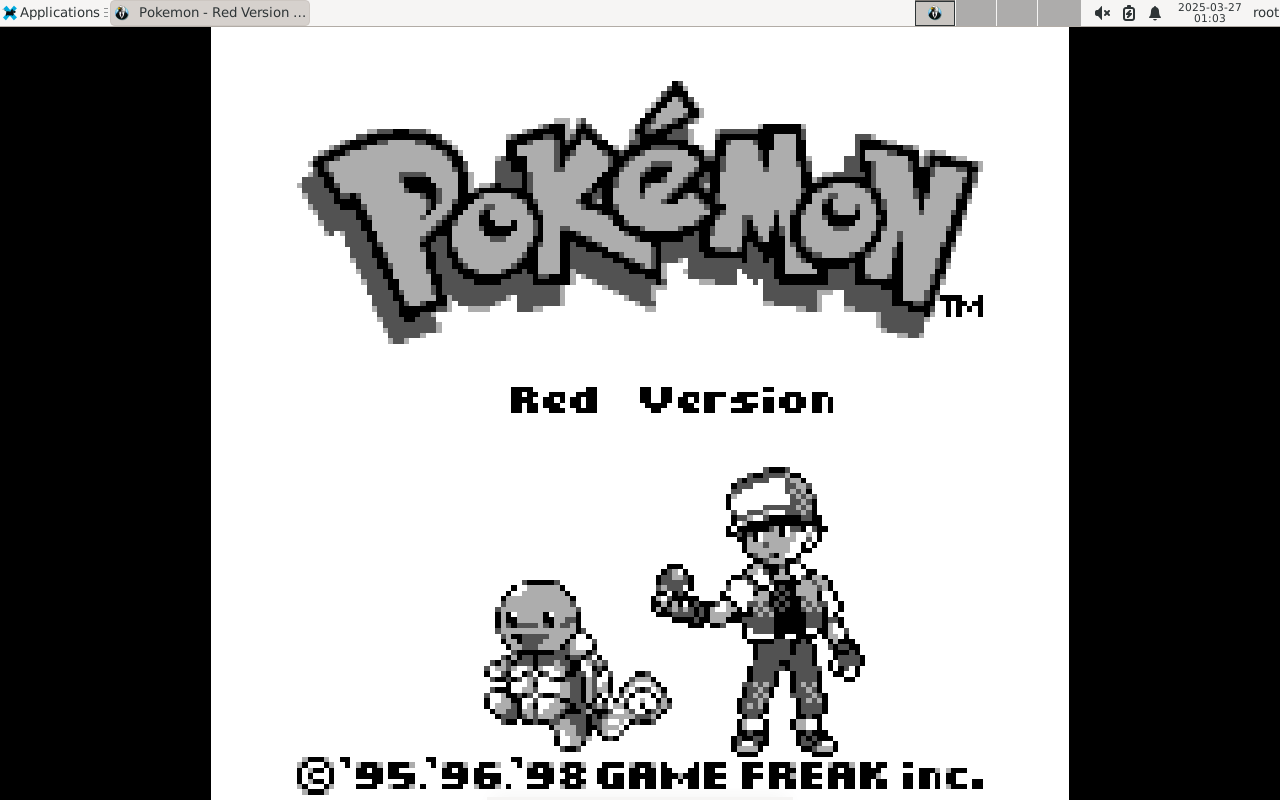 Applications
Pokemon - Red Version ...
2025-03-27
01:03
root
POKéMON
TM
Red Version
©'95.'96.'98 GAME FREAK inc.